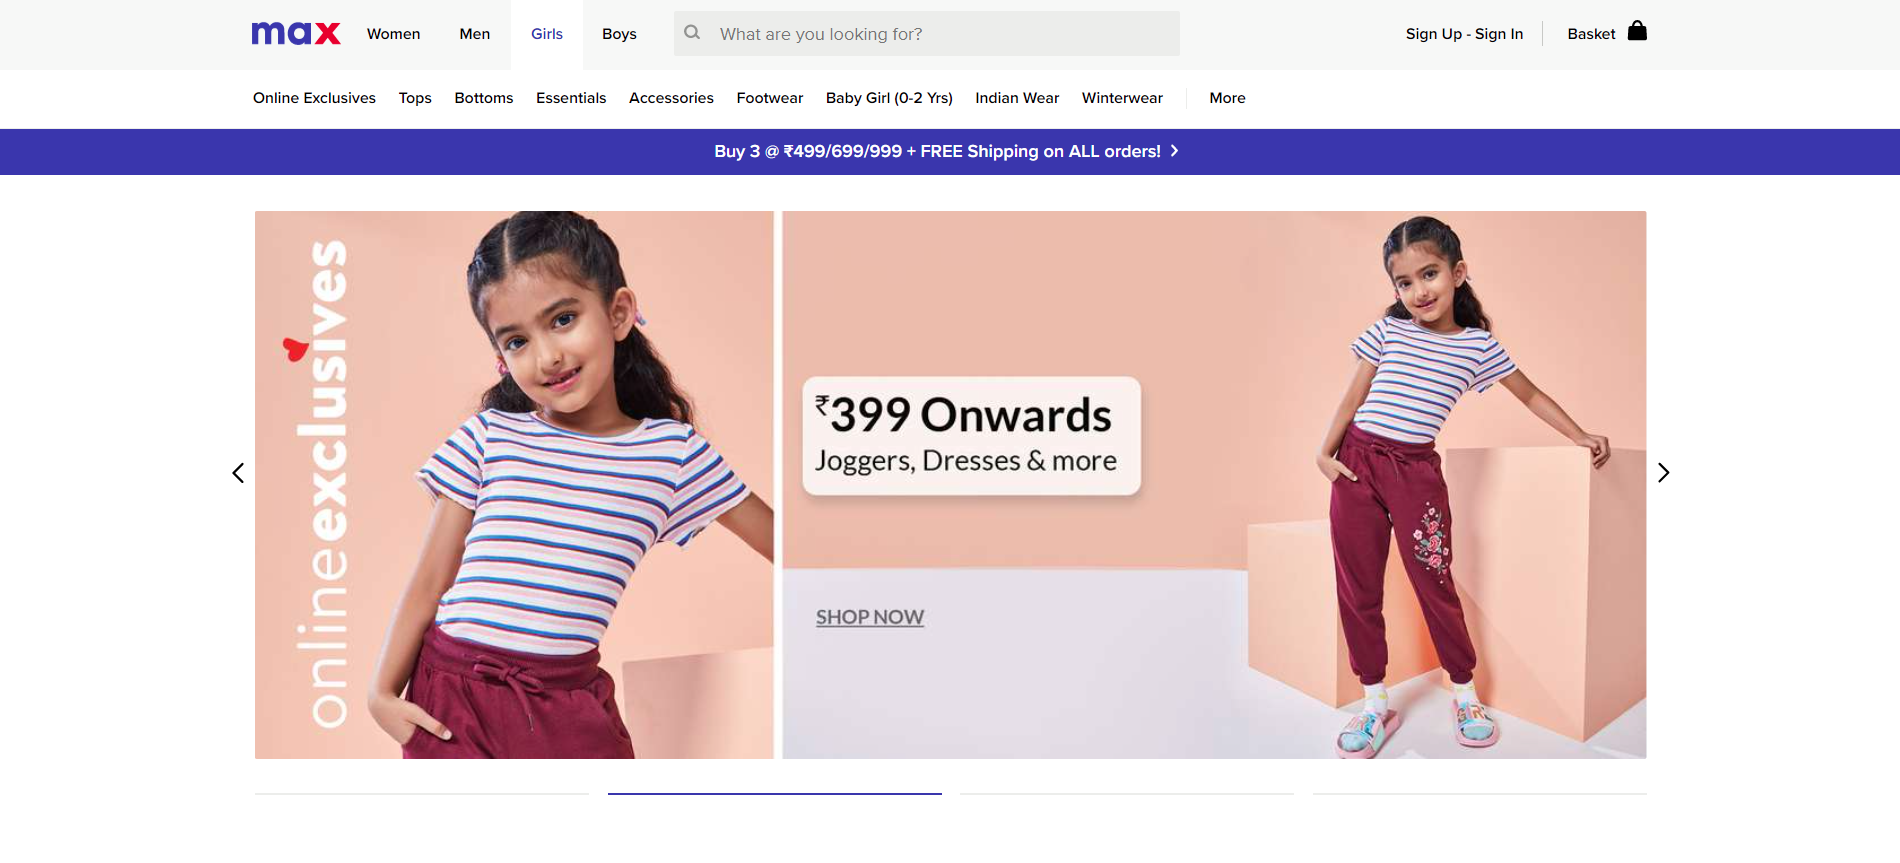 max
Women
Men
Girls
Boys
What are you looking for?
Sign Up - Sign In
Basket
Online Exclusives
Tops
Bottoms
Essentials
Accessories
Footwear
Baby Girl (0-2 Yrs)
Indian Wear
Winterwear
More
Buy 3 @ ₹499/699/999 + FREE Shipping on ALL orders!
onlineexclusives
₹399 Onwards
Joggers, Dresses & more
SHOP NOW